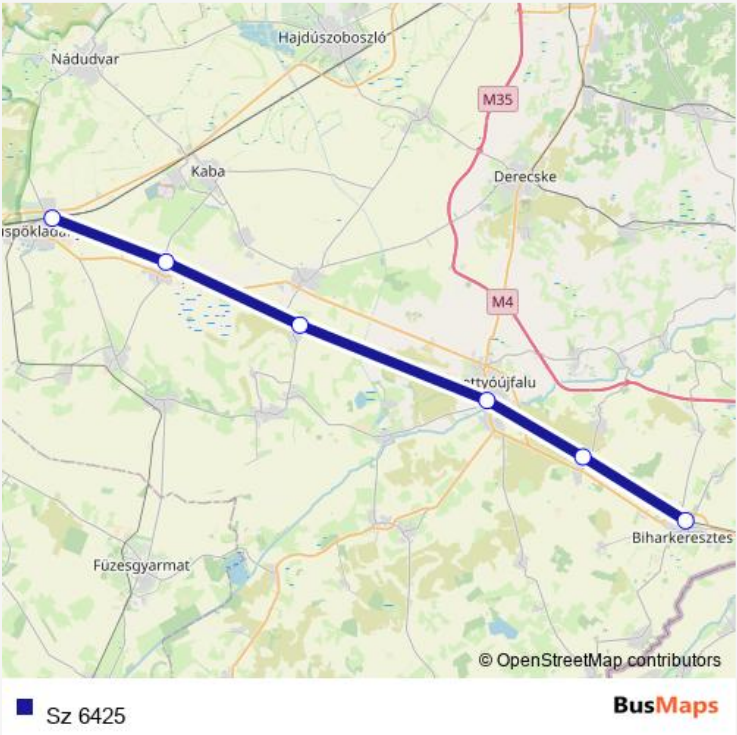 Hajdúszoboszló
Nádudvar
M35
Kaba
Derecske
M4
Biharkeresztes
Füzesgyarmat
© OpenStreetMap contributors
Sz 6425
BusMaps